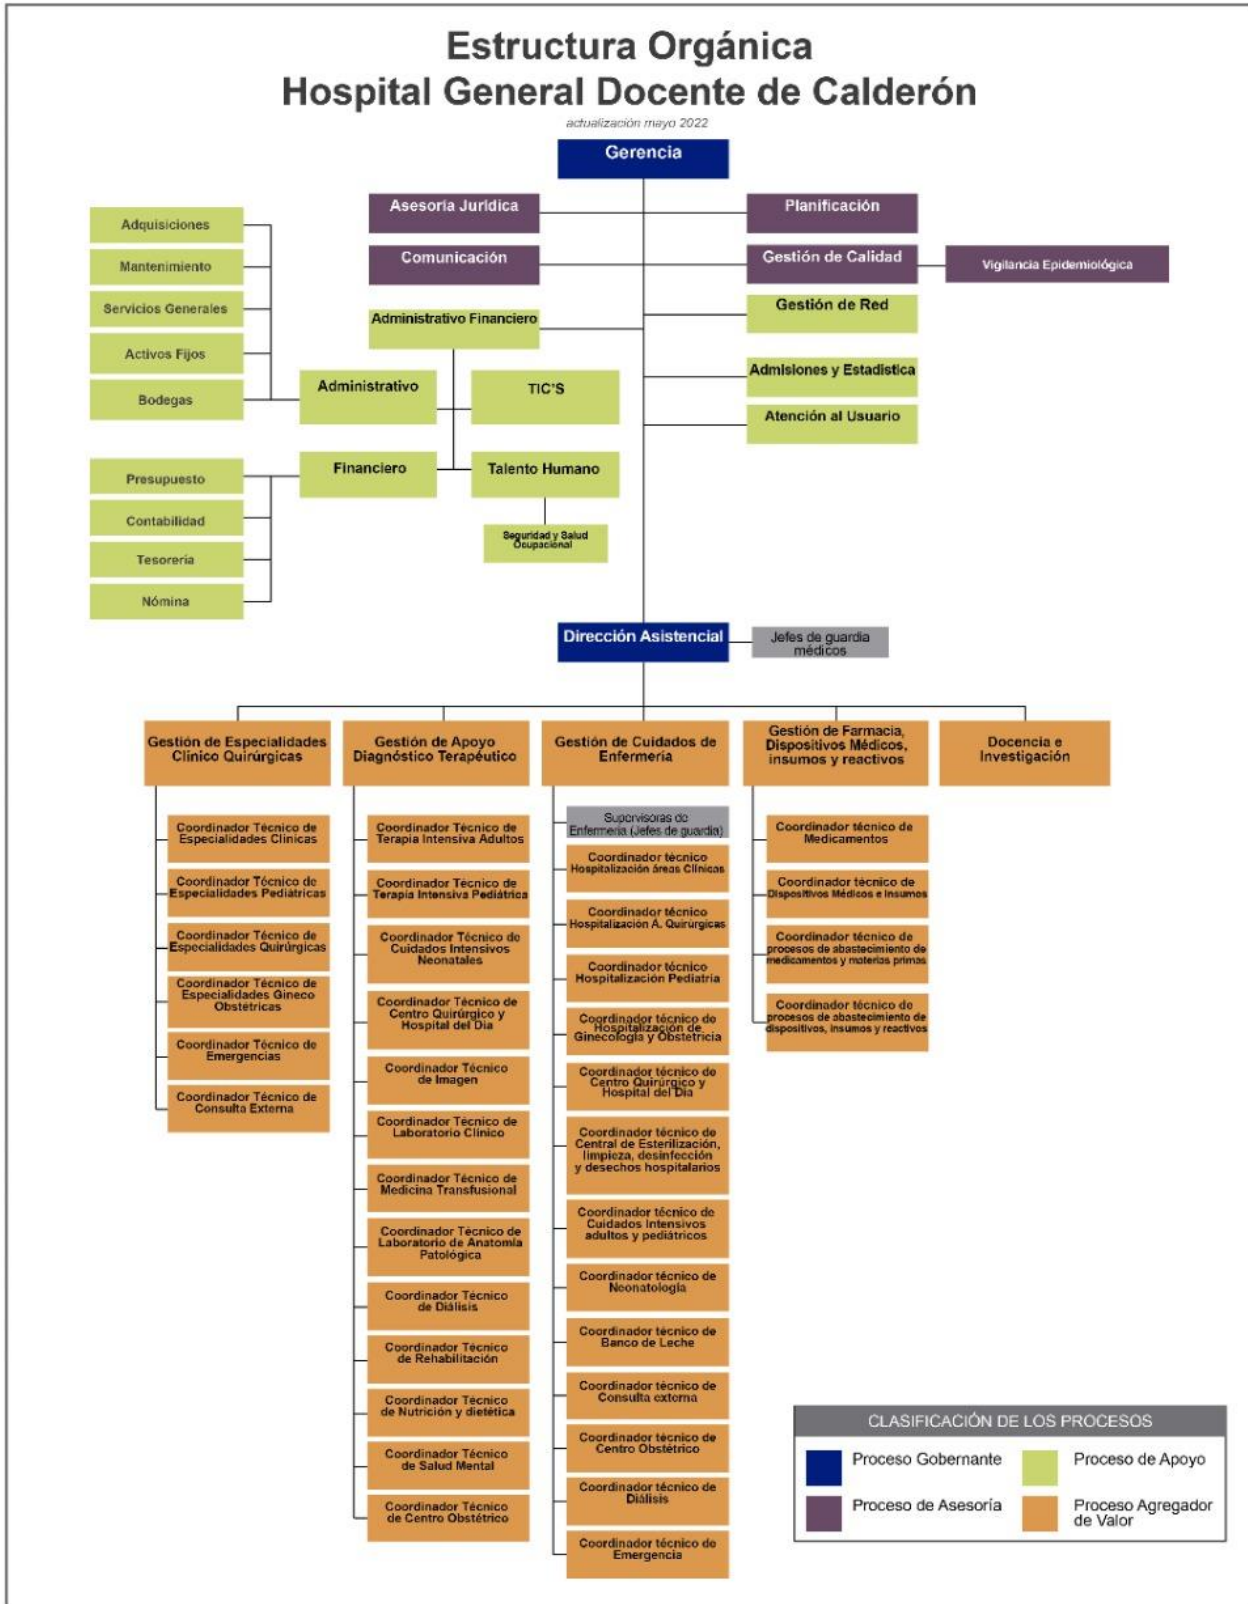 Estructura Orgánica
Hospital General Docente de Calderón
actualización mayo 2022
Gerencia
Asesoría Jurídica
Planificación
Comunicación
Gestión de Calidad
Vigilancia Epidemiológica
Adquisiciones
Mantenimiento
Servicios Generales
Activos Fijos
Bodegas
Administrativo Financiero
Gestión de Red
Administrativo
TIC'S
Admisiones y Estadistica
Atención al Usuario
Financiero
Talento Humano
Presupuesto
Contabilidad
Tesorería
Nómina
Seguridad y Salud
Ocupacional
Dirección Asistencial
Jefes de guardia
médicos
Gestión de Especialidades
Clínico Quirúrgicas
Gestión de Apoyo
Diagnóstico Terapéutico
Gestión de Cuidados de
Enfermería
Gestión de Farmacia,
Dispositivos Médicos,
insumos y reactivos
Docencia e
Investigación
Coordinador Técnico de
Especialidades Clínicas
Coordinador Técnico de
Especialidades Pediátricas
Coordinador Técnico de
Especialidades Quirúrgicas
Coordinador Técnico de
Especialidades Gineco
Obstétricas
Coordinador Técnico de
Emergencias
Coordinador Técnico de
Consulta Externa
Coordinador Técnico de
Terapia Intensiva Adultos
Coordinador Técnico de
Terapia Intensiva Pediátrica
Coordinador Técnico de
Cuidados Intensivos
Neonatales
Coordinador Técnico de
Centro Quirúrgico y
Hospital del Día
Coordinador Técnico
de Imagen
Coordinador Técnico de
Laboratorio Clínico
Coordinador Técnico de
Medicina Transfusional
Coordinador Técnico de
Laboratorio de Anatomía
Patológica
Coordinador Técnico
de Diálisis
Coordinador Técnico
de Rehabilitación
Coordinador Técnico
de Nutrición y dietética
Coordinador Técnico
de Salud Mental
Coordinador Técnico
de Centro Obstétrico
Supervisoras de
Enfermería (Jefes de guardia)
Coordinador técnico
Hospitalización áreas Clínicas
Coordinador técnico
Hospitalización A. Quirúrgicas
Coordinador técnico
Hospitalización Pediatría
Coordinador técnico de
Hospitalización de
Ginecología y Obstetricia
Coordinador técnico de
Centro Quirúrgico y
Hospital del Día
Coordinador técnico de
Central de Esterilización,
limpieza, desinfección
y desechos hospitalarios
Coordinador técnico de
Cuidados Intensivos
adultos y pediátricos
Coordinador técnico de
Neonatología
Coordinador técnico de
Banco de Leche
Coordinador técnico de
Consulta externa
Coordinador técnico de
Centro Obstétrico
Coordinador técnico de
Diálisis
Coordinador técnico de
Emergencia
Coordinador técnico de
Medicamentos
Coordinador técnico de
Dispositivos Médicos e Insumos
Coordinador técnico de
procesos de abastecimiento de
medicamentos y materias primas
Coordinador técnico de
procesos de abastecimiento de
dispositivos, insumos y reactivos
CLASIFICACIÓN DE LOS PROCESOS
Proceso Gobernante
Proceso de Apoyo
Proceso de Asesoría
Proceso Agregador
de Valor